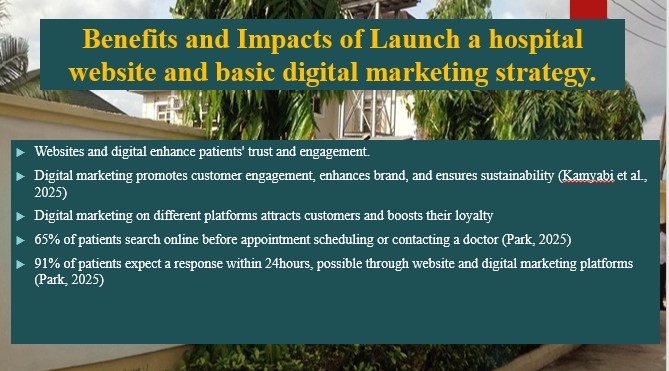 Benefits and Impacts of Launch a hospital
website and basic digital marketing strategy.
Websites and digital enhance patients' trust and engagement.
Digital marketing promotes customer engagement, enhances brand, and ensures sustainability (Kamyabi et al.,
2025)
Digital marketing on different platforms attracts customers and boosts their loyalty
65% of patients search online before appointment scheduling or contacting a doctor (Park, 2025)
91% of patients expect a response within 24hours, possible through website and digital marketing platforms
(Park, 2025)